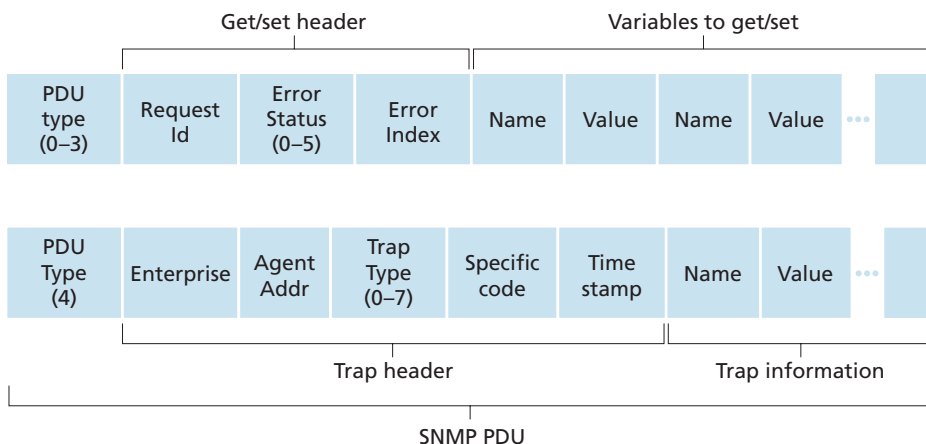 Get/set header
Variables to get/set
PDU
type
(0–3)
Request
Id
Error
Status
(0–5)
Error
Index
Name
Value
Name
Value
PDU
Type
(4)
Enterprise
Agent
Addr
Trap
Type
(0–7)
Specific
code
Time
stamp
Name
Value
Trap header
Trap information
SNMP PDU